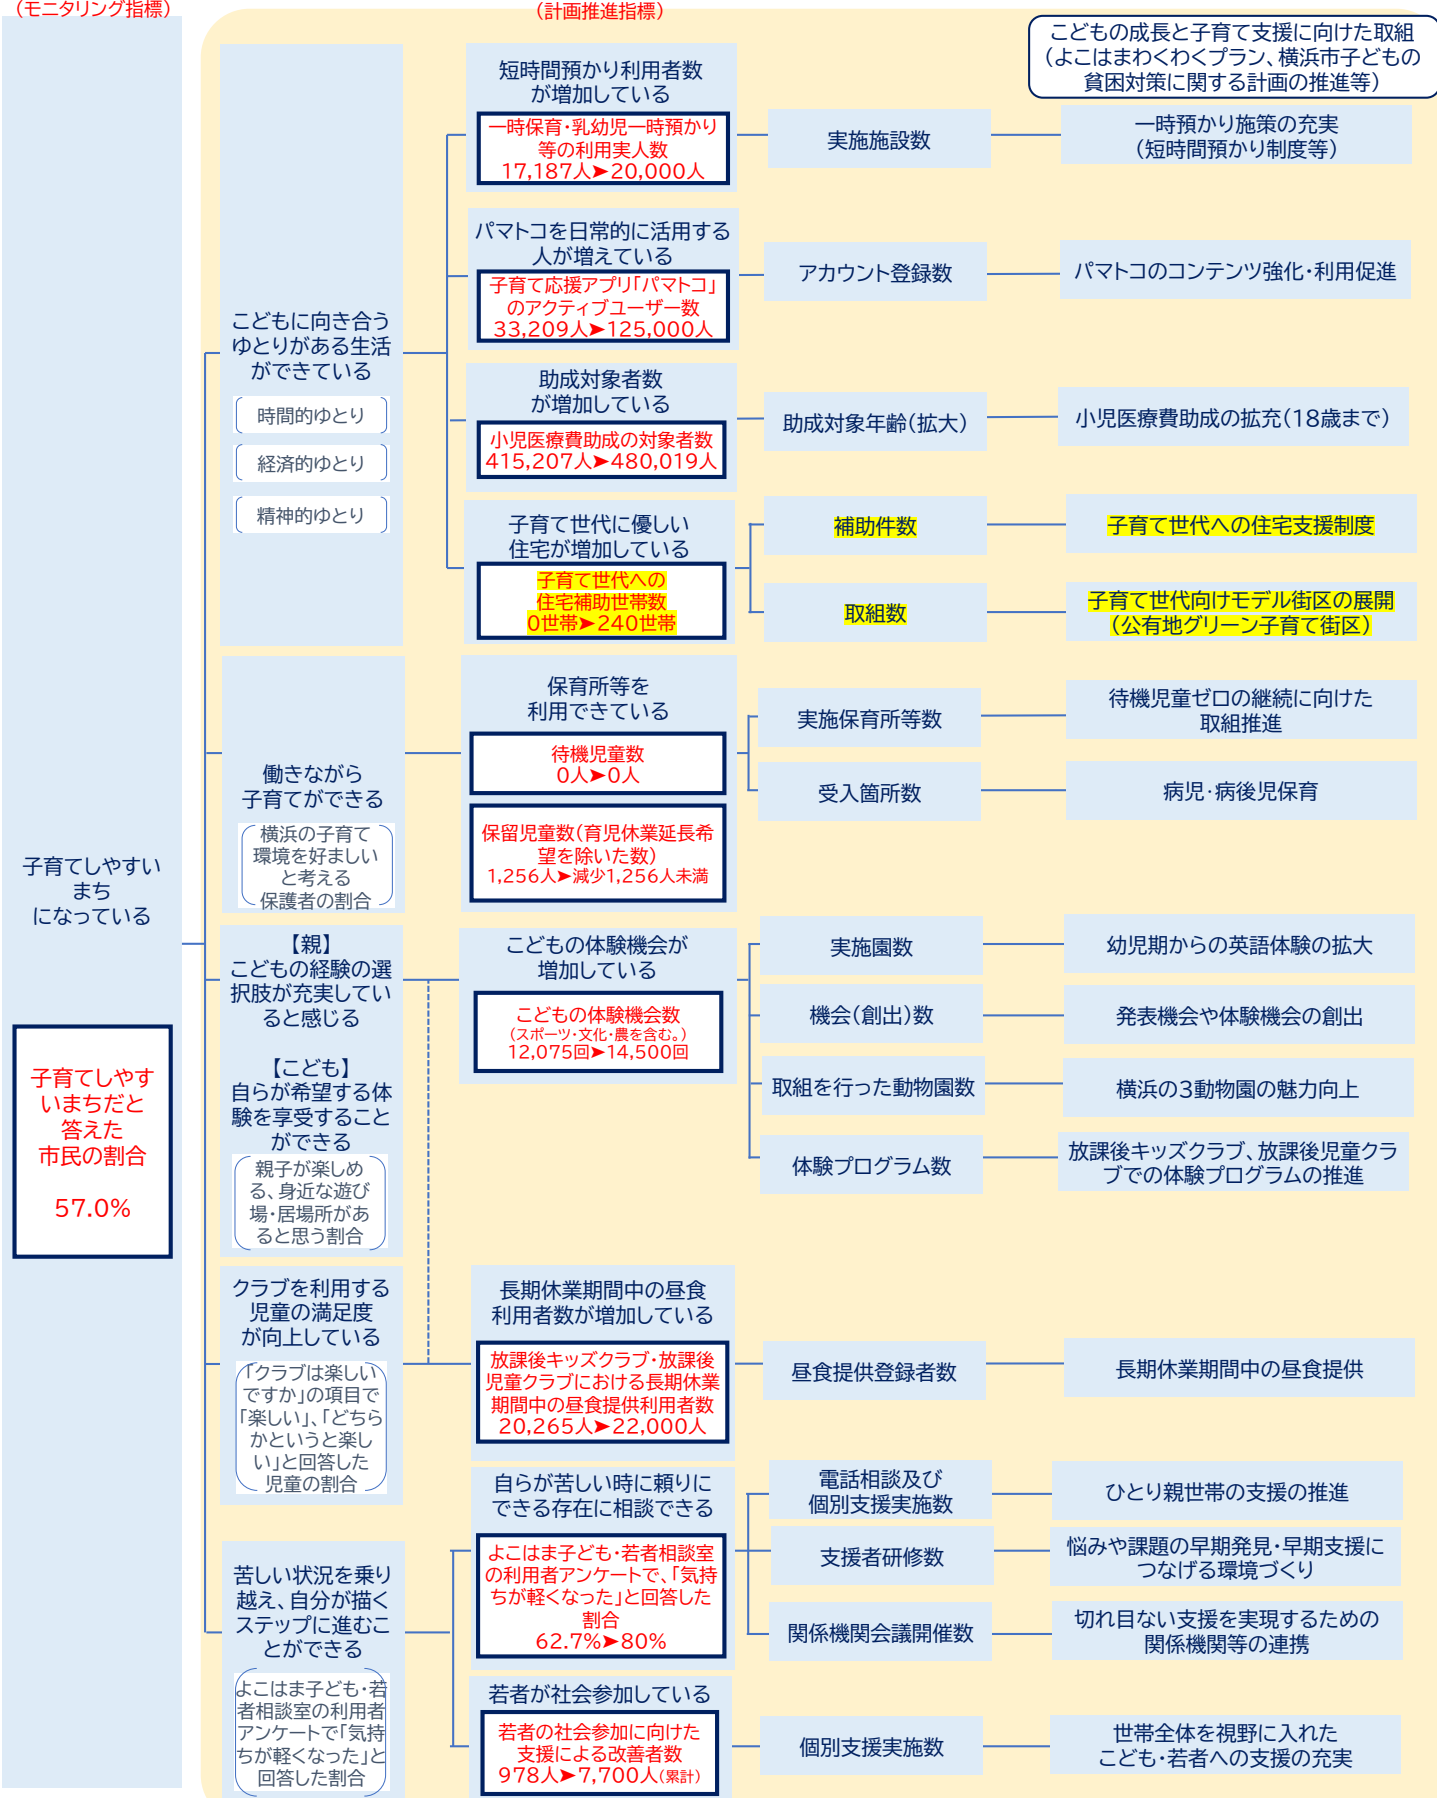 (モニタリング指標)
(計画推進指標)
こどもの成長と子育て支援に向けた取組
(よこはまわくわくプラン、横浜市子どもの
貧困対策に関する計画の推進等)
子育てしやすい
まち
になっている
子育てしやす
いまちだと
答えた
市民の割合
57.0%
こどもに向き合う
ゆとりがある生活
ができている
時間的ゆとり
経済的ゆとり
精神的ゆとり
短時間預かり利用者数
が増加している
一時保育・乳幼児一時預かり
等の利用実人数
17,187人➤20,000人
実施施設数
一時預かり施策の充実
(短時間預かり制度等)
パマトコを日常的に活用する
人が増えている
子育て応援アプリ「パマトコ」
のアクティブユーザー数
33,209人➤125,000人
アカウント登録数
パマトコのコンテンツ強化・利用促進
助成対象者数
が増加している
小児医療費助成の対象者数
415,207人➤480,019人
助成対象年齢(拡大)
小児医療費助成の拡充(18歳まで)
子育て世代に優しい
住宅が増加している
子育て世代への
住宅補助世帯数
0世帯➤240世帯
補助件数
子育て世代への住宅支援制度
取組数
子育て世代向けモデル街区の展開
(公有地グリーン子育て街区)
働きながら
子育てができる
横浜の子育て
環境を好ましい
と考える
保護者の割合
保育所等を
利用できている
待機児童数
0人➤0人
保留児童数(育児休業延長希
望を除いた数)
1,256人➤減少1,256人未満
実施保育所等数
待機児童ゼロの継続に向けた
取組推進
受入箇所数
病児・病後児保育
【親】
こどもの経験の選
択肢が充実してい
ると感じる
【こども】
自らが希望する体
験を享受すること
ができる
親子が楽しめ
る、身近な遊び
場・居場所があ
ると思う割合
こどもの体験機会が
増加している
こどもの体験機会数
(スポーツ・文化・農を含む。)
12,075回➤14,500回
実施園数
幼児期からの英語体験の拡大
機会(創出)数
発表機会や体験機会の創出
取組を行った動物園数
横浜の3動物園の魅力向上
体験プログラム数
放課後キッズクラブ、放課後児童クラ
ブでの体験プログラムの推進
クラブを利用する
児童の満足度
が向上している
「クラブは楽しい
ですか」の項目で
「楽しい」、「どちら
かというと楽し
い」と回答した
児童の割合
長期休業期間中の昼食
利用者数が増加している
放課後キッズクラブ・放課後
児童クラブにおける長期休業
期間中の昼食提供利用者数
20,265人➤22,000人
昼食提供登録者数
長期休業期間中の昼食提供
苦しい状況を乗り
越え、自分が描く
ステップに進むこ
とができる
よこはま子ども・若
者相談室の利用者
アンケートで「気持
ちが軽くなった」と
回答した割合
自らが苦しい時に頼りに
できる存在に相談できる
よこはま子ども・若者相談室
の利用者アンケートで、「気持
ちが軽くなった」と回答した
割合
62.7%➤80%
電話相談及び
個別支援実施数
ひとり親世帯の支援の推進
支援者研修数
悩みや課題の早期発見・早期支援に
つなげる環境づくり
関係機関会議開催数
切れ目ない支援を実現するための
関係機関等の連携
若者が社会参加している
若者の社会参加に向けた
支援による改善者数
978人➤7,700人(累計)
個別支援実施数
世帯全体を視野に入れた
こども・若者への支援の充実